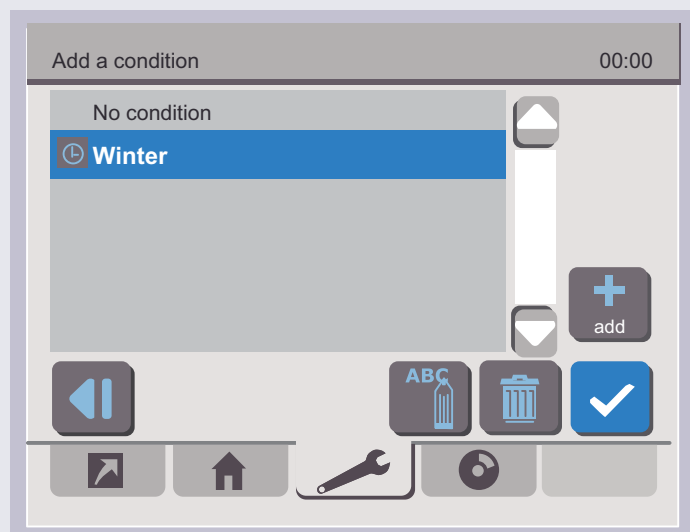 Add a condition 00:00
No condition
Winter
add
ABC